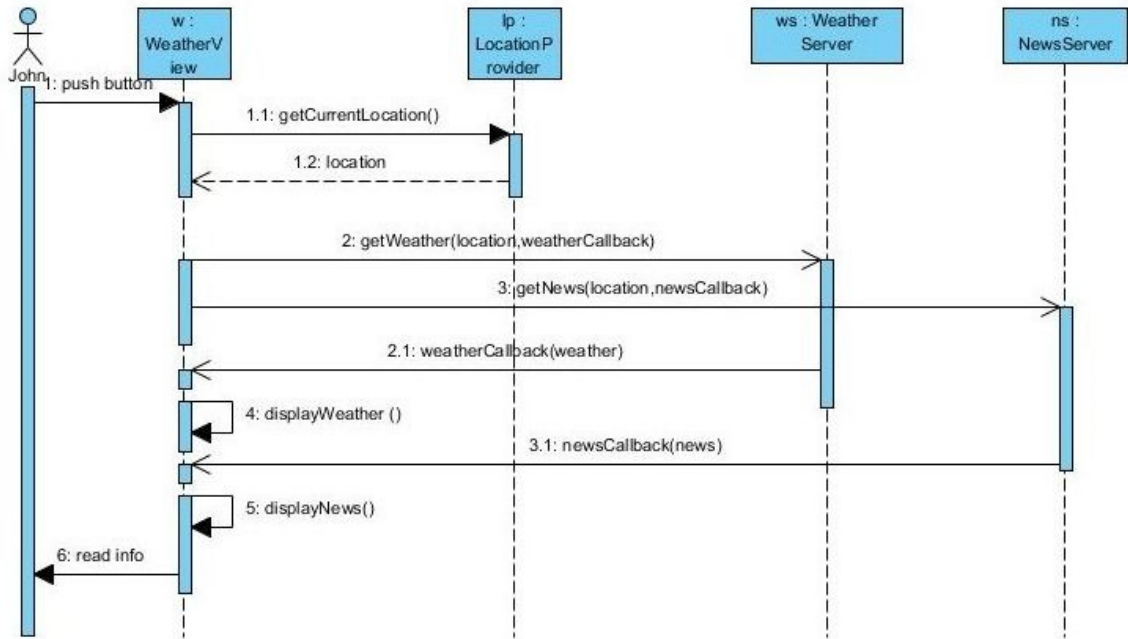 w :
WeatherV
iew
lp :
LocationP
rovider
ws : Weather
Server
ns :
NewsServer
John
1: push button
1.1: getCurrentLocation()
1.2: location
2: getWeather(location,weatherCallback)
3: getNews(location,newsCallback)
2.1: weatherCallback(weather)
4: displayWeather ()
3.1: newsCallback(news)
5: displayNews()
6: read info